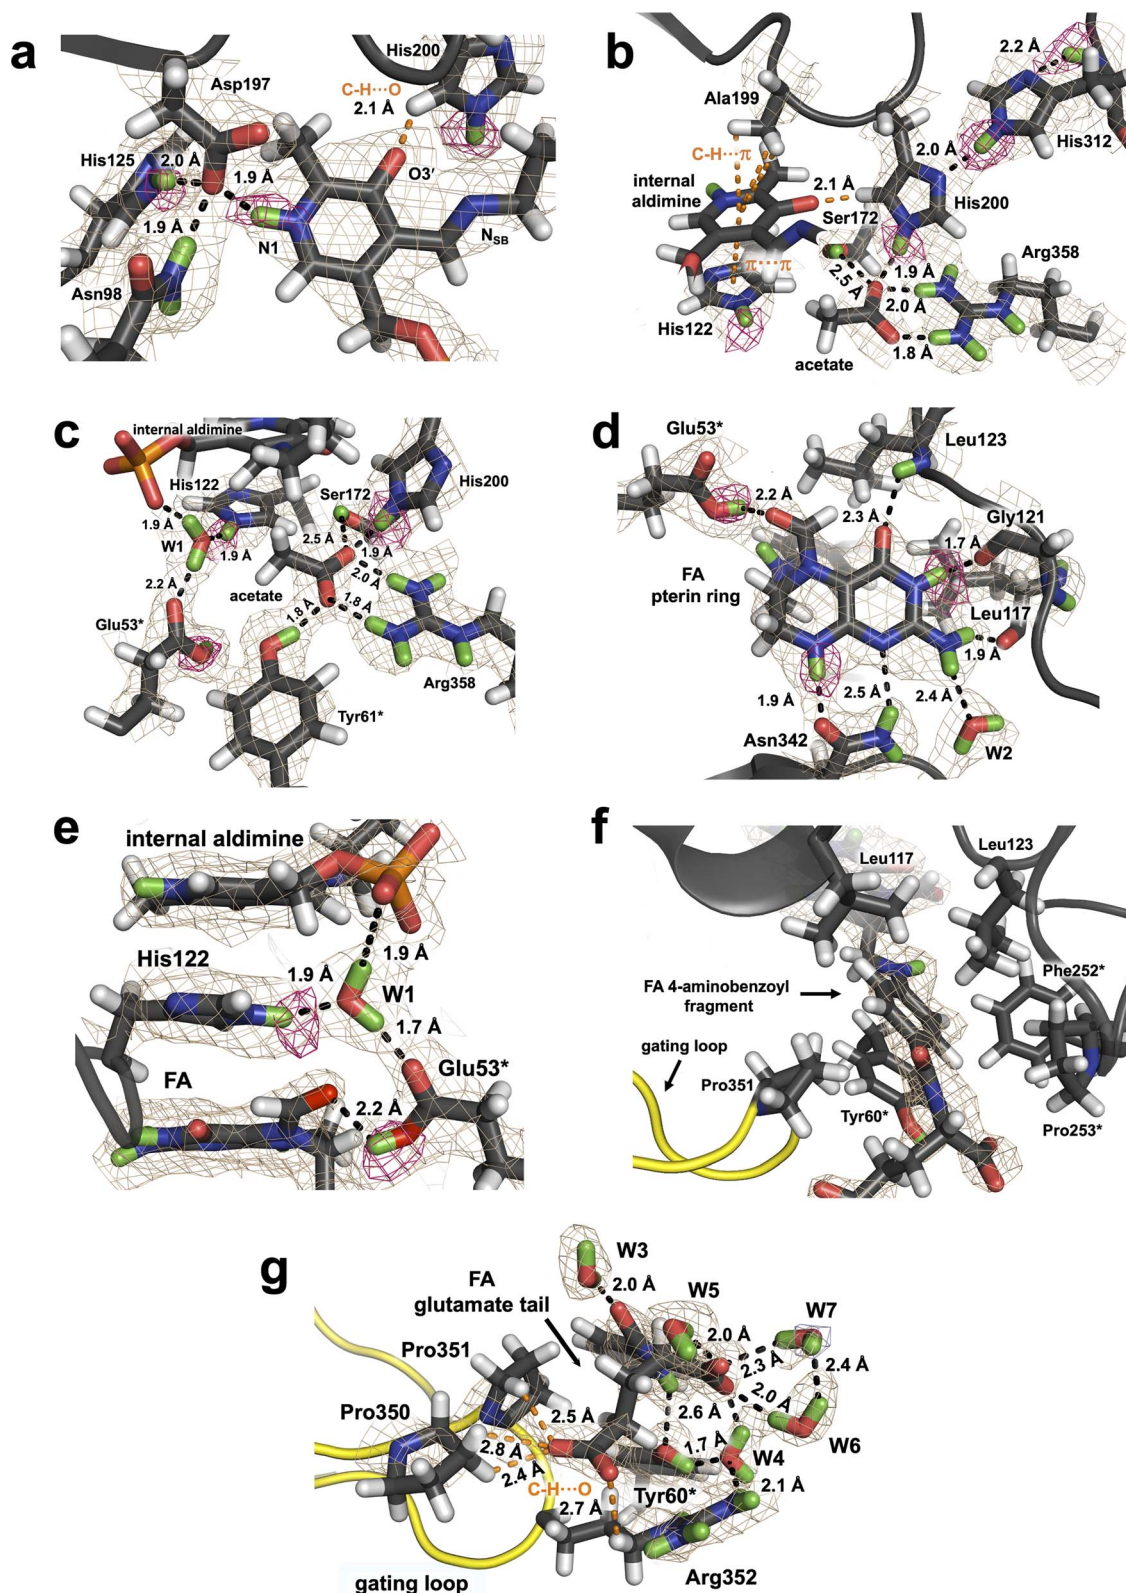 a
His200
Asp197
C-H···O
2.1 Å
His125
2.0 Å
1.9 Å
O3′
1.9 Å
N1
NSB
Asn98
b
2.2 Å
Ala199
His312
C-H···π
2.0 Å
internal
aldimine
2.1 Å
His200
Ser172
Arg358
π···π
1.9 Å
2.5 Å
2.0 Å
His122
1.8 Å
acetate
c
internal aldimine
His122
Ser172
His200
1.9 Å
W1
1.9 Å
2.5 Å
1.9 Å
2.0 Å
2.2 Å
acetate
1.8 Å
1.8 Å
Glu53*
Arg358
Tyr61*
d
Glu53*
Leu123
2.2 Å
2.3 Å
Gly121
1.7 Å
FA
pterin ring
Leu117
1.9 Å
1.9 Å
2.5 Å
2.4 Å
Asn342
W2
e
internal aldimine
His122
1.9 Å
1.9 Å
W1
1.7 Å
FA
Glu53*
2.2 Å
f
Leu117
Leu123
Phe252*
FA 4-aminobenzoyl
fragment
gating loop
Pro351
Tyr60*
Pro253*
g
W3
2.0 Å
FA
glutamate tail
W5
W7
2.0 Å
Pro351
2.3 Å
2.4 Å
Pro350
2.0 Å
2.5 Å
2.6 Å
W6
2.8 Å
1.7 Å
W4
2.4 Å
2.1 Å
C-H···O
Tyr60*
2.7 Å
Arg352
gating loop